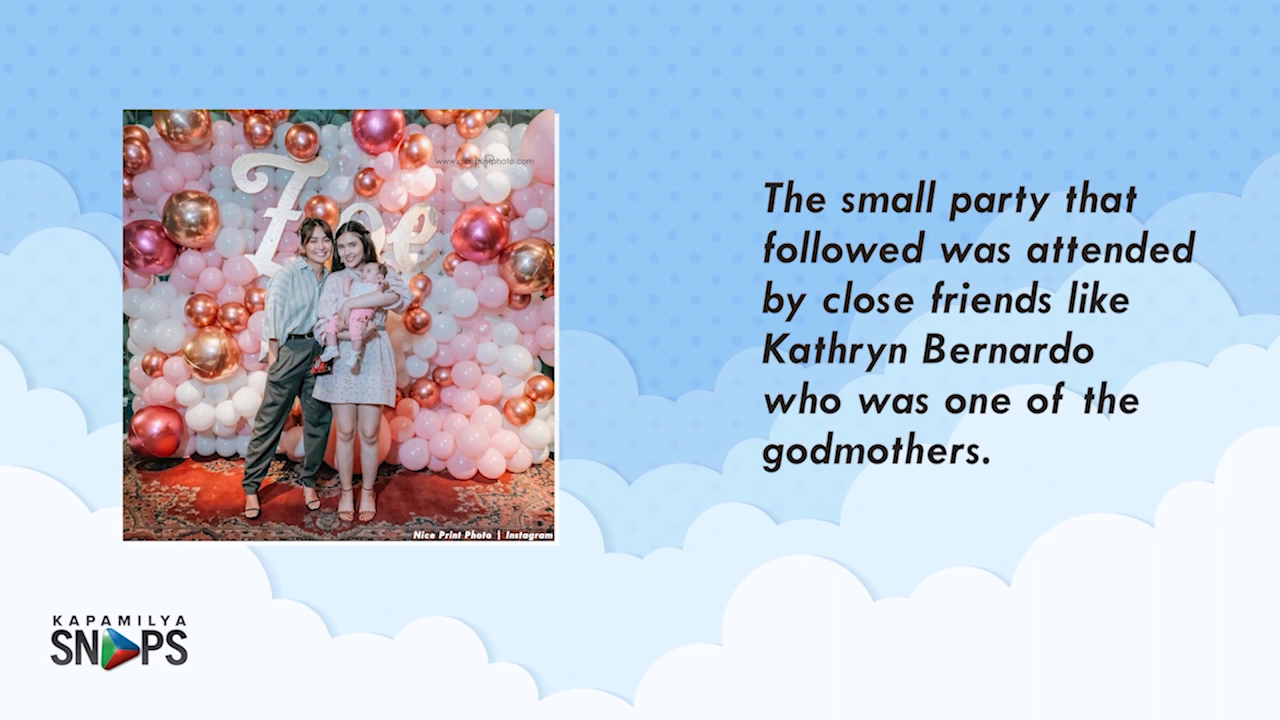 Zoe
www.niceprintphoto.com
The small party that
followed was attended
by close friends like
Kathryn Bernardo
who was one of the
godmothers.
Nice Print Photo | Instagram
KAPAMILYA
SNAPS